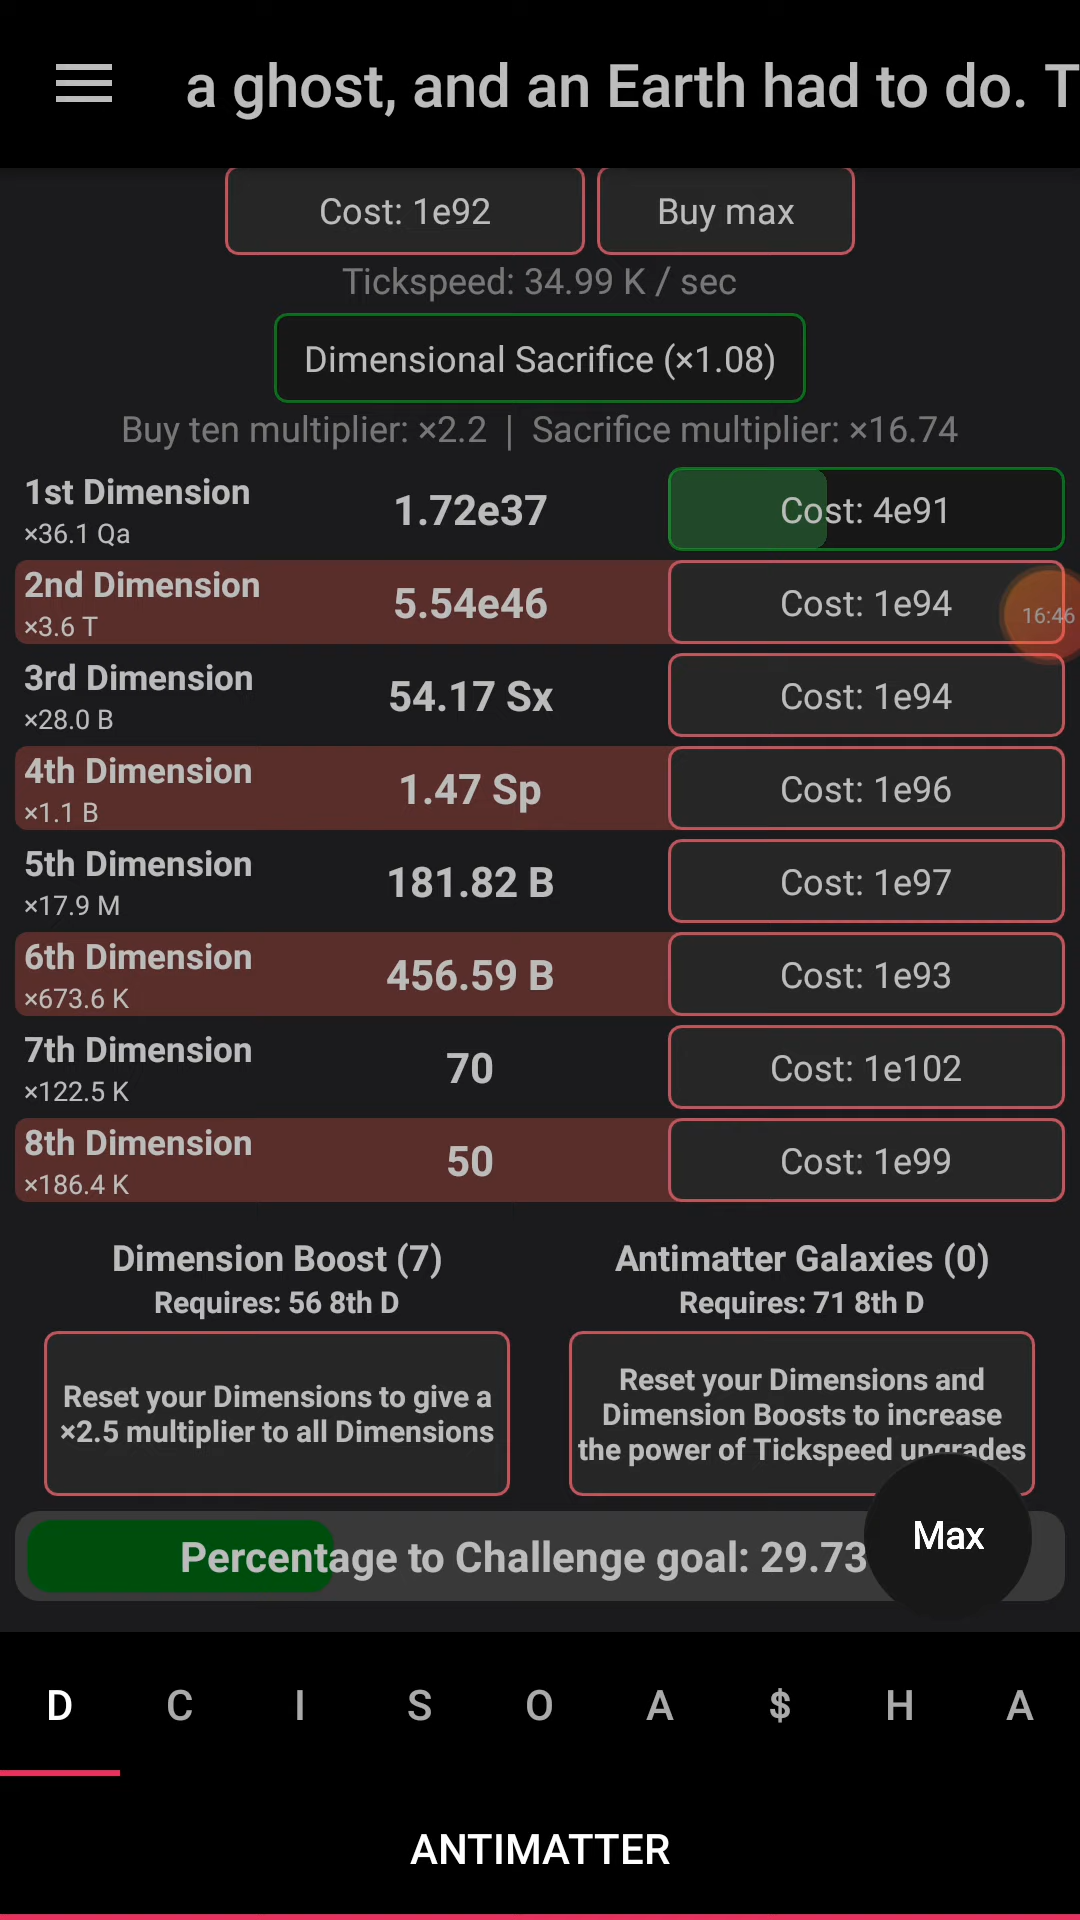 a ghost, and an Earth had to do. T
Cost: 1e92 Buy max
Tickspeed: 34.99 K / sec
Dimensional Sacrifice (×1.08)
Buy ten multiplier: ×2.2 | Sacrifice multiplier: ×16.74
1st Dimension 1.72e37 Cost: 4e91
×36.1 Qa
2nd Dimension 5.54e46 Cost: 1e94
×3.6 T
16:46
3rd Dimension 54.17 Sx Cost: 1e94
×28.0 B
4th Dimension 1.47 Sp Cost: 1e96
×1.1 B
5th Dimension 181.82 B Cost: 1e97
×17.9 M
6th Dimension 456.59 B Cost: 1e93
×673.6 K
7th Dimension 70 Cost: 1e102
×122.5 K
8th Dimension 50 Cost: 1e99
×186.4 K
Dimension Boost (7)
Requires: 56 8th D
Reset your Dimensions to give a
×2.5 multiplier to all Dimensions
Antimatter Galaxies (0)
Requires: 71 8th D
Reset your Dimensions and
Dimension Boosts to increase
the power of Tickspeed upgrades
Percentage to Challenge goal: 29.73
Max
D C I S O A $ H A
ANTIMATTER